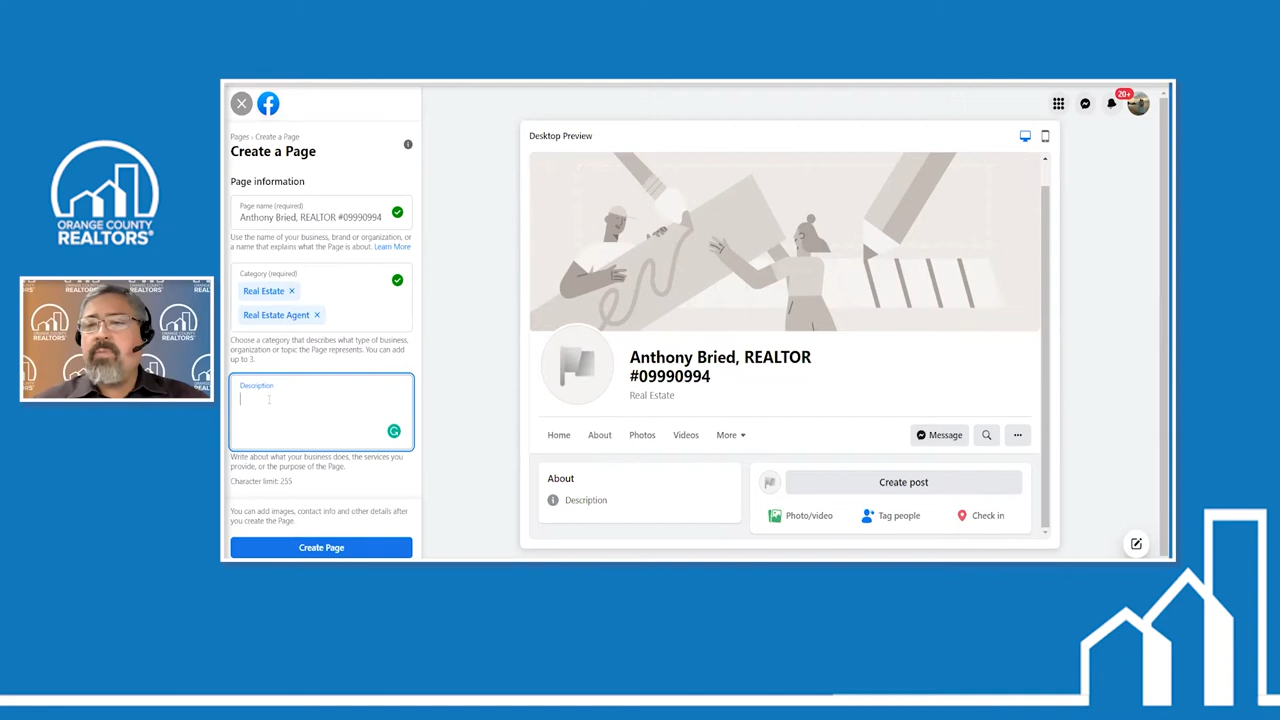 ORANGE COUNTY
REALTORS®
20+
Pages › Create a Page
Create a Page
Page information
Page name (required)
Anthony Bried, REALTOR #09990994
Use the name of your business, brand or organization, or
a name that explains what the Page is about. Learn More
Category (required)
Real Estate ×
Real Estate Agent ×
Choose a category that describes what type of business,
organization or topic the Page represents. You can add
up to 3.
Description
Write about what your business does, the services you
provide, or the purpose of the Page.
Character limit: 255
You can add images, contact info and other details after
you create the Page.
Create Page
Desktop Preview
Anthony Bried, REALTOR
#09990994
Real Estate
Home About Photos Videos More
Message
About
Description
Create post
Photo/video Tag people Check in